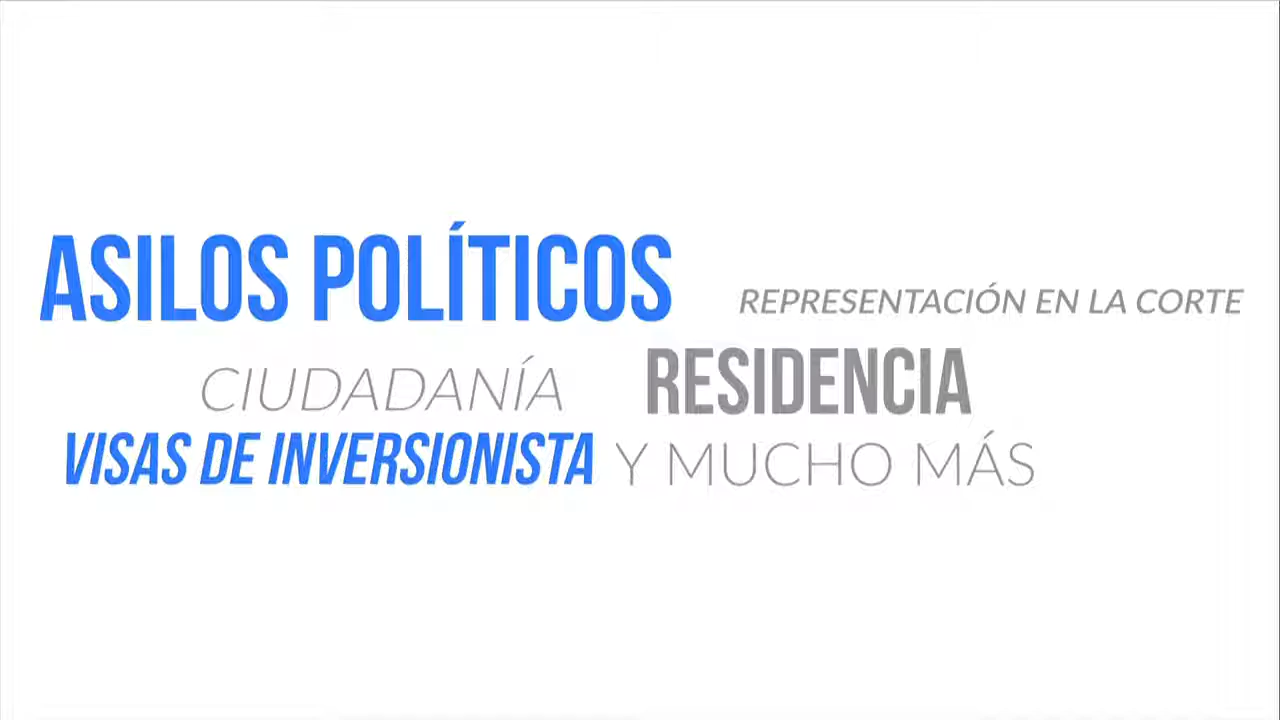 ASILOS POLÍTICOS
REPRESENTACIÓN EN LA CORTE
CIUDADANÍA
RESIDENCIA
VISAS DE INVERSIONISTA
Y MUCHO MÁS